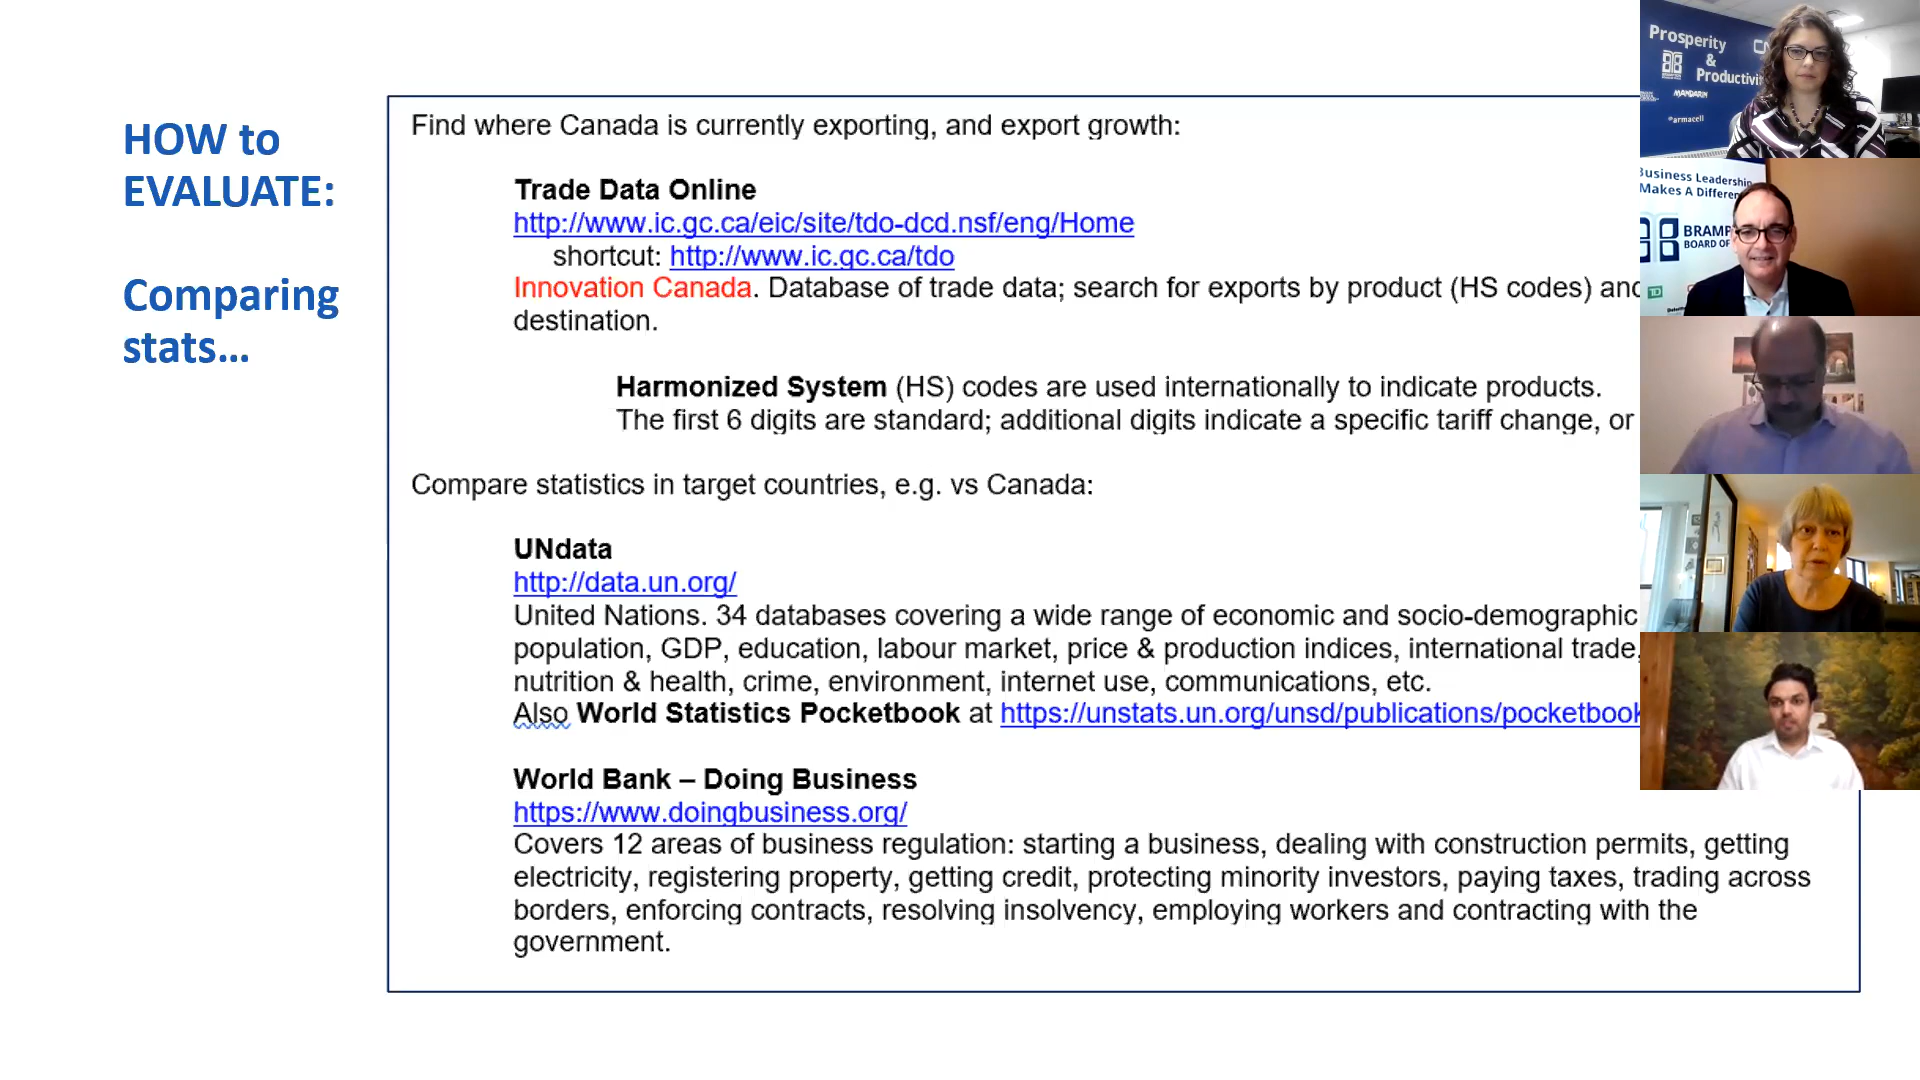 HOW to
EVALUATE:
Comparing
stats...
Find where Canada is currently exporting, and export growth:
Trade Data Online
http://www.ic.gc.ca/eic/site/tdo-dcd.nsf/eng/Home
shortcut: http://www.ic.gc.ca/tdo
Innovation Canada. Database of trade data; search for exports by product (HS codes) and
destination.
Harmonized System (HS) codes are used internationally to indicate products.
The first 6 digits are standard; additional digits indicate a specific tariff change, or
Compare statistics in target countries, e.g. vs Canada:
UNdata
http://data.un.org/
United Nations. 34 databases covering a wide range of economic and socio-demographic
population, GDP, education, labour market, price & production indices, international trade,
nutrition & health, crime, environment, internet use, communications, etc.
Also World Statistics Pocketbook at https://unstats.un.org/unsd/publications/pocketbook
World Bank – Doing Business
https://www.doingbusiness.org/
Covers 12 areas of business regulation: starting a business, dealing with construction permits, getting
electricity, registering property, getting credit, protecting minority investors, paying taxes, trading across
borders, enforcing contracts, resolving insolvency, employing workers and contracting with the
government.
Prosperity
&
Productivi
MANDARIN
armacell
Business Leadership
Makes A Differen
BRAMP
BOARD OF
TD